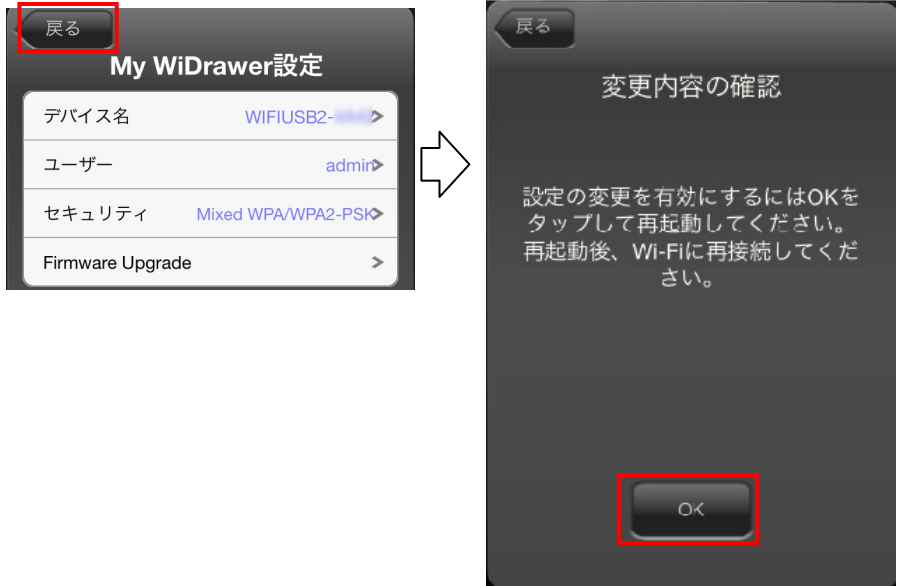 戻る
My WiDrawer設定
デバイス名 WIFIUSB2-
ユーザー admin
セキュリティ Mixed WPA/WPA2-PSK
Firmware Upgrade
戻る
変更内容の確認
設定の変更を有効にするにはOKを
タップして再起動してください。
再起動後、Wi-Fiに再接続してくだ
さい。
OK